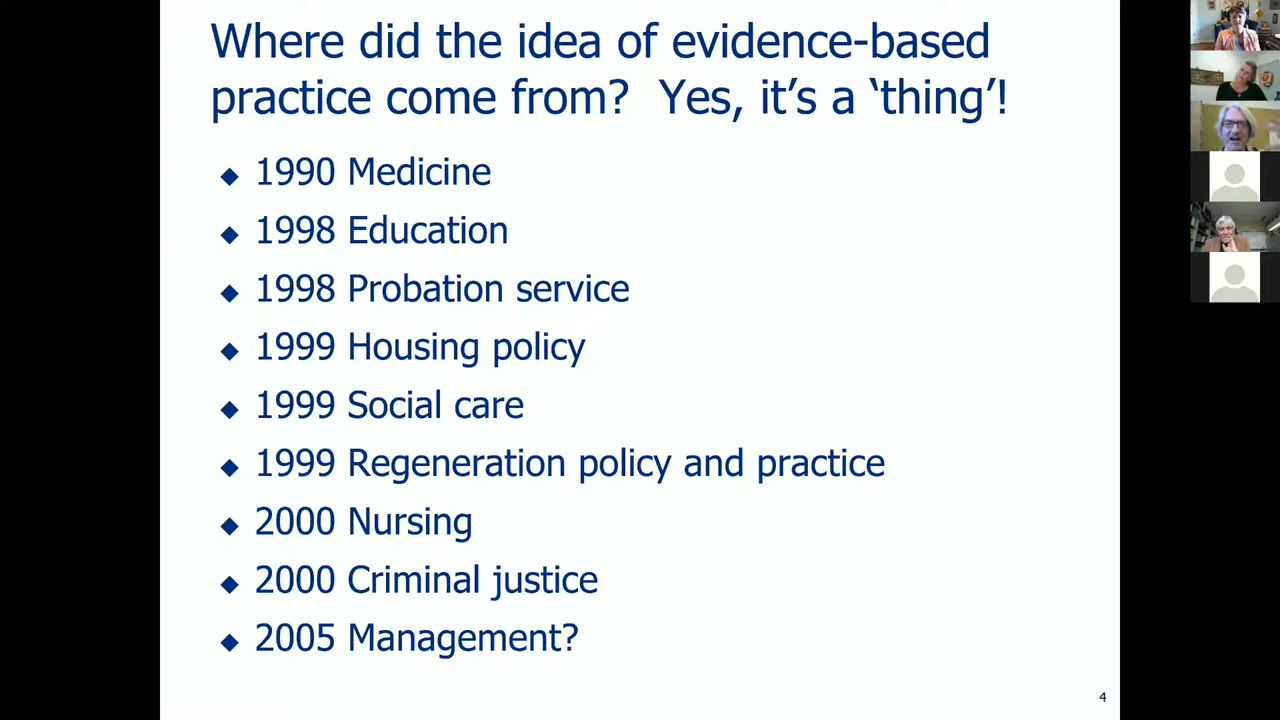 Where did the idea of evidence-based
practice come from? Yes, it's a ‘thing’!
◆ 1990 Medicine
◆ 1998 Education
◆ 1998 Probation service
◆ 1999 Housing policy
◆ 1999 Social care
◆ 1999 Regeneration policy and practice
◆ 2000 Nursing
◆ 2000 Criminal justice
◆ 2005 Management?
4